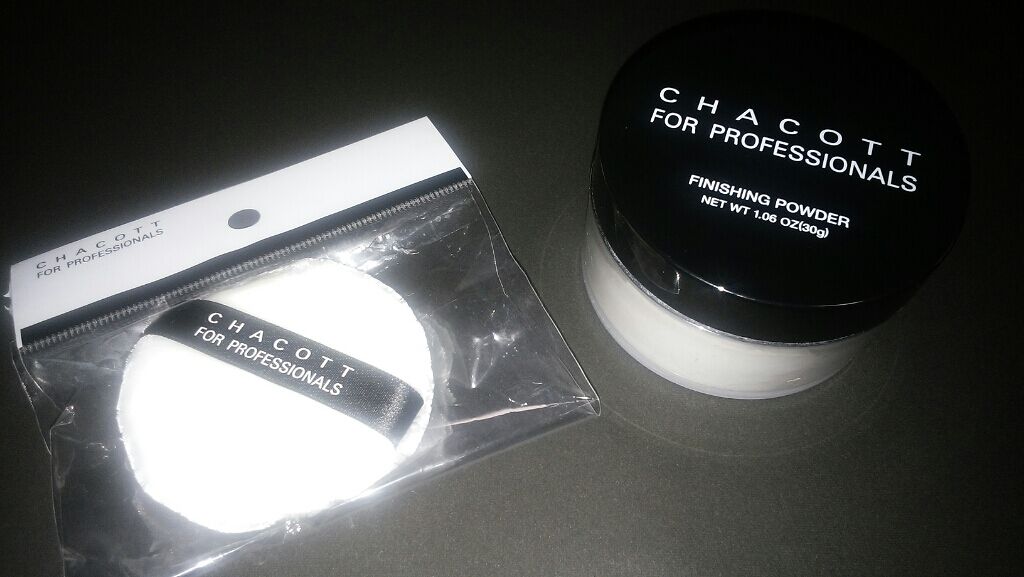 CHACOTT
FOR PROFESSIONALS
CHACOTT
FOR PROFESSIONALS
CHACOTT
FOR PROFESSIONALS
FINISHING POWDER
NET WT 1.06 OZ(30g)